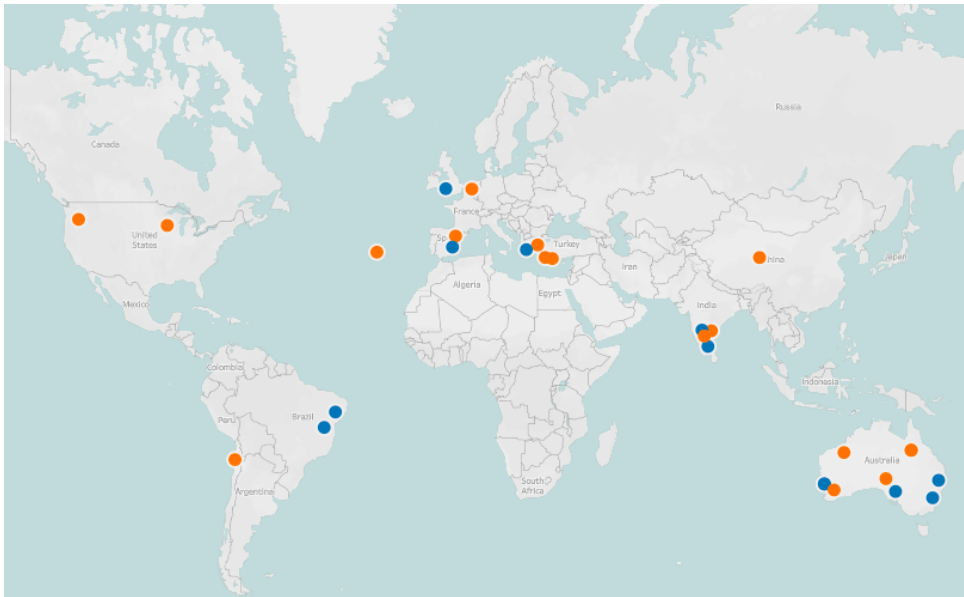 Russia
Canada
France
United
States
Sp
Turkey
China
Japan
Iran
Algeria
Egypt
Mexico
India
Colombia
Indonesia
Peru
Brazil
Australia
South
Africa
Argentina